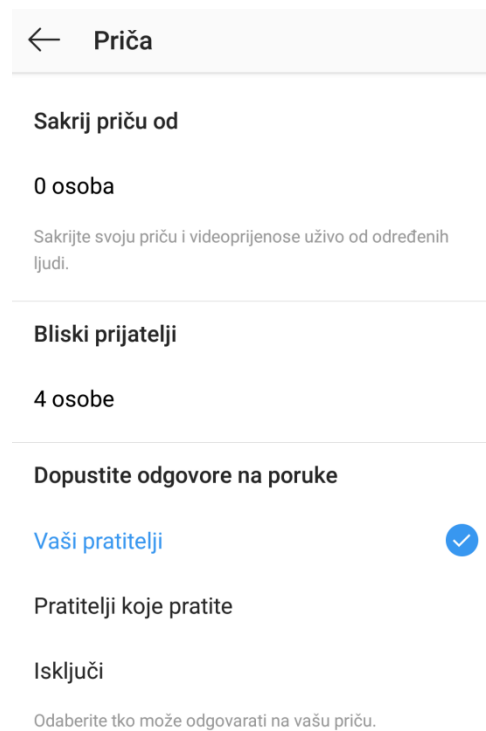 Priča
Sakrij priču od
0 osoba
Sakrijte svoju priču i videoprijenose uživo od određenih
ljudi.
Bliski prijatelji
4 osobe
Dopustite odgovore na poruke
Vaši pratitelji
Pratitelji koje pratite
Isključi
Odaberite tko može odgovarati na vašu priču.